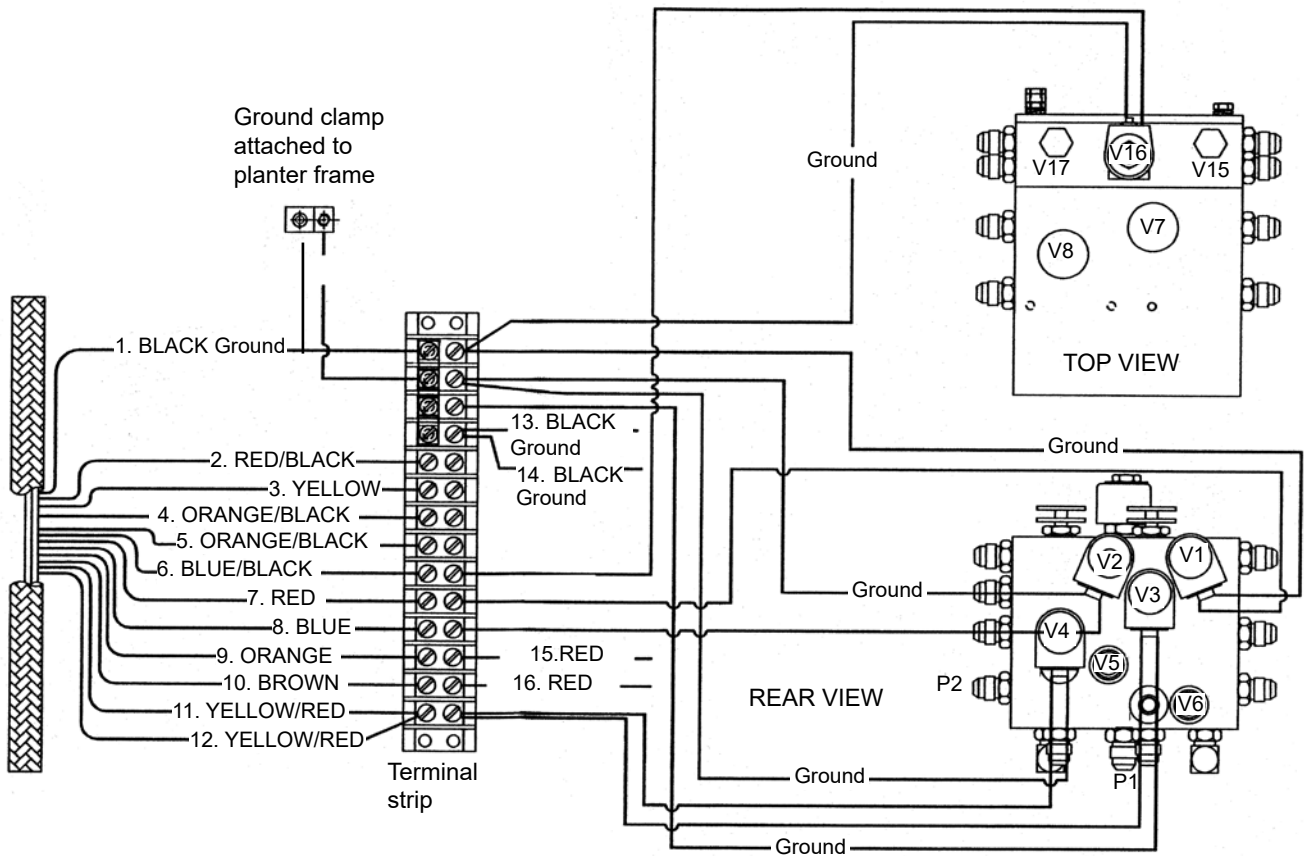 Ground clamp
attached to
planter frame
Ground
V17
V16
V15
V8
V7
TOP VIEW
1. BLACK Ground
13. BLACK
Ground
14. BLACK
Ground
2. RED/BLACK
3. YELLOW
4. ORANGE/BLACK
5. ORANGE/BLACK
6. BLUE/BLACK
7. RED
8. BLUE
9. ORANGE
15.RED
10. BROWN
16. RED
11. YELLOW/RED
12. YELLOW/RED
Terminal
strip
Ground
Ground
V2
V1
V3
V4
V5
V6
P2
REAR VIEW
P1
Ground
Ground